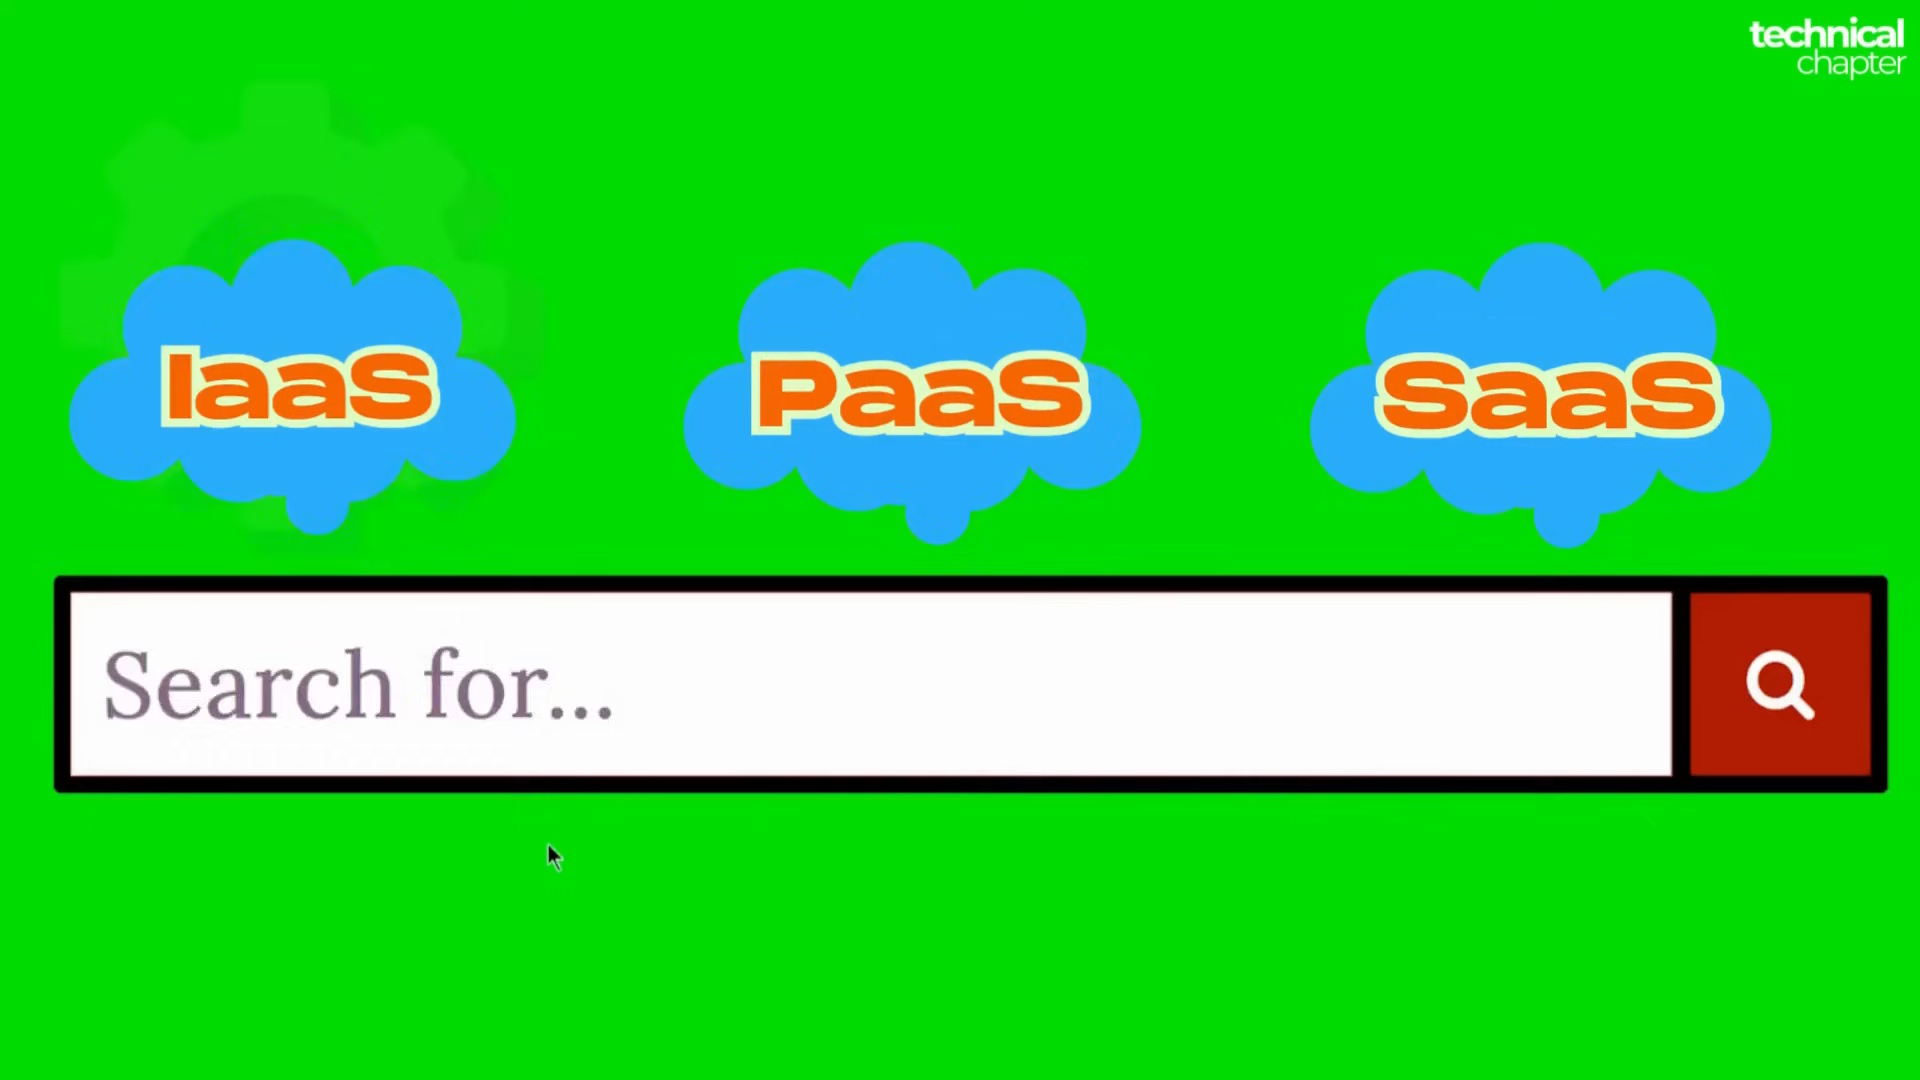 technical
chapter
IaaS
PaaS
SaaS
Search for...